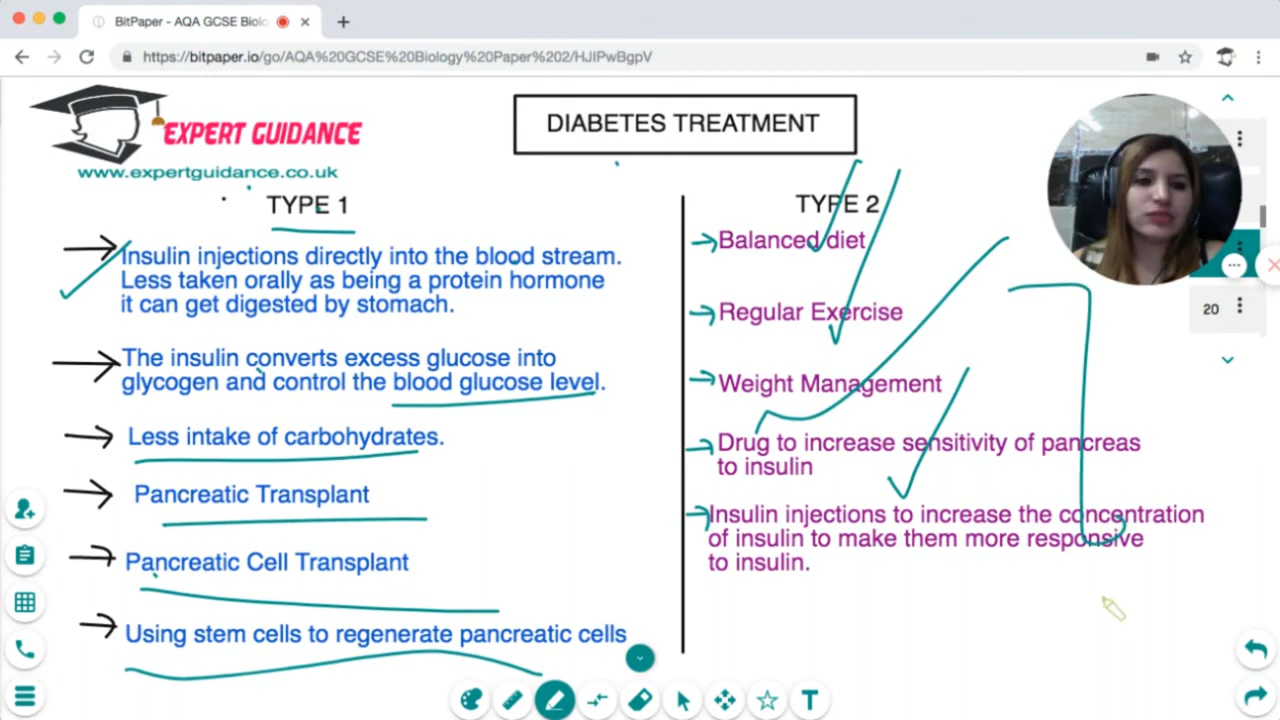 BitPaper - AQA GCSE Biolo
https://bitpaper.io/go/AQA%20GCSE%20Biology%20Paper%202/HJIPwBgpV
EXPERT GUIDANCE
www.expertguidance.co.uk
DIABETES TREATMENT
TYPE 1
Insulin injections directly into the blood stream.
Less taken orally as being a protein hormone
it can get digested by stomach.
The insulin converts excess glucose into
glycogen and control the blood glucose level.
Less intake of carbohydrates.
Pancreatic Transplant
Pancreatic Cell Transplant
Using stem cells to regenerate pancreatic cells
TYPE 2
Balanced diet
Regular Exercise
Weight Management
Drug to increase sensitivity of pancreas
to insulin
Insulin injections to increase the concentration
of insulin to make them more responsive
to insulin.
20
T